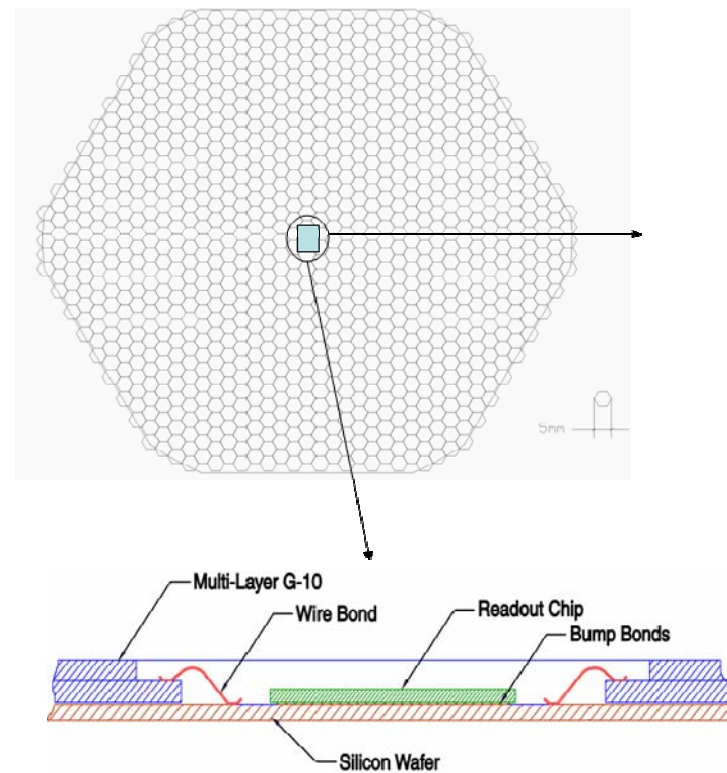 5mm
Multi-Layer G-10
Wire Bond
Readout Chip
Bump Bonds
Silicon Wafer